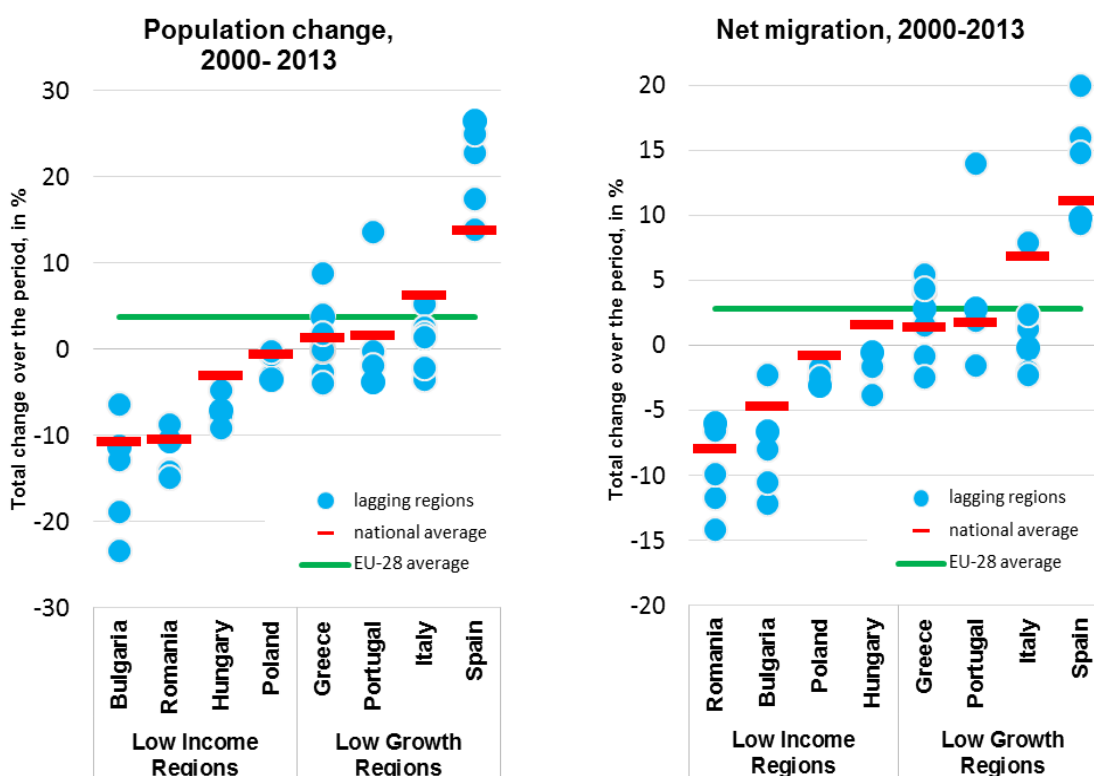 Population change,
2000- 2013
Total change over the period, in %
30
20
10
0
-10
-20
-30
lagging regions
national average
EU-28 average
Bulgaria
Romania
Hungary
Poland
Greece
Portugal
Italy
Spain
Low Income
Regions
Low Growth
Regions
Net migration, 2000-2013
Total change over the period, in %
20
15
10
5
0
-5
-10
-15
-20
lagging regions
national average
EU-28 average
Romania
Bulgaria
Poland
Hungary
Greece
Portugal
Italy
Spain
Low Income
Regions
Low Growth
Regions